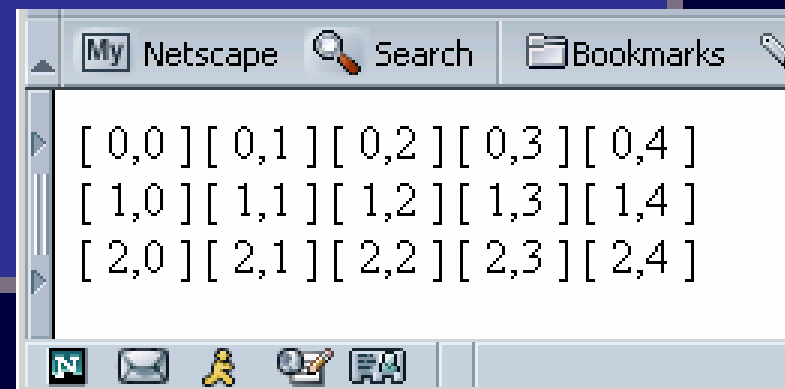 My Netscape Search Bookmarks
[ 0,0 ][ 0,1 ][ 0,2 ][ 0,3 ][ 0,4 ]
[ 1,0 ][ 1,1 ][ 1,2 ][ 1,3 ][ 1,4 ]
[ 2,0 ][ 2,1 ][ 2,2 ][ 2,3 ][ 2,4 ]
N